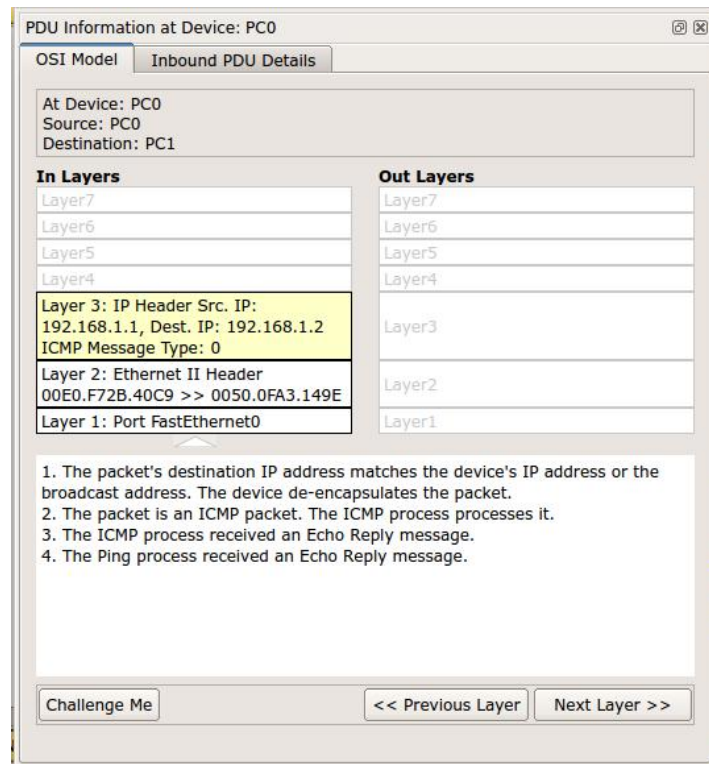 PDU Information at Device: PC0
OSI Model
Inbound PDU Details
At Device: PC0
Source: PC0
Destination: PC1
In Layers
Layer7
Layer6
Layer5
Layer4
Layer 3: IP Header Src. IP:
192.168.1.1, Dest. IP: 192.168.1.2
ICMP Message Type: 0
Layer 2: Ethernet II Header
00E0.F72B.40C9 >> 0050.0FA3.149E
Layer 1: Port FastEthernet0
Out Layers
Layer7
Layer6
Layer5
Layer4
Layer3
Layer2
Layer1
1. The packet's destination IP address matches the device's IP address or the
broadcast address. The device de-encapsulates the packet.
2. The packet is an ICMP packet. The ICMP process processes it.
3. The ICMP process received an Echo Reply message.
4. The Ping process received an Echo Reply message.
Challenge Me
<< Previous Layer
Next Layer >>